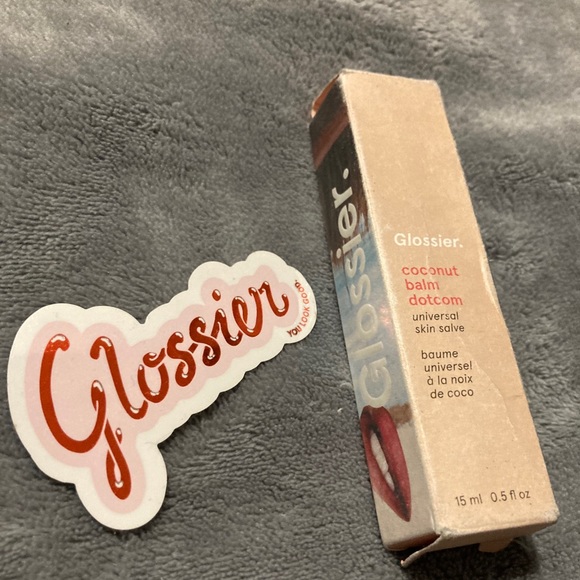 Glossier
YOU LOOK GOOD.
Glossier.
Glossier.
coconut
balm
dotcom
universal
skin salve
baume
universel
à la noix
de coco
15 ml 0.5 fl oz